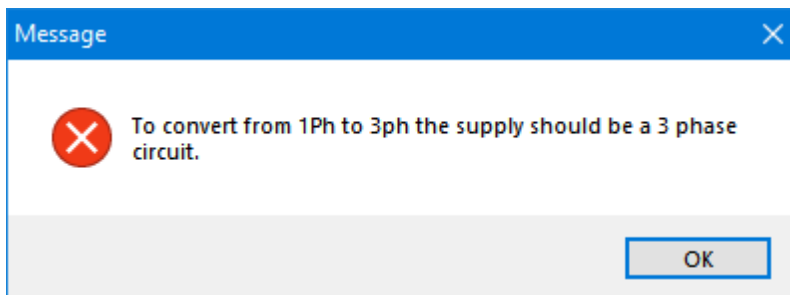 Message
To convert from 1Ph to 3ph the supply should be a 3 phase
circuit.
OK